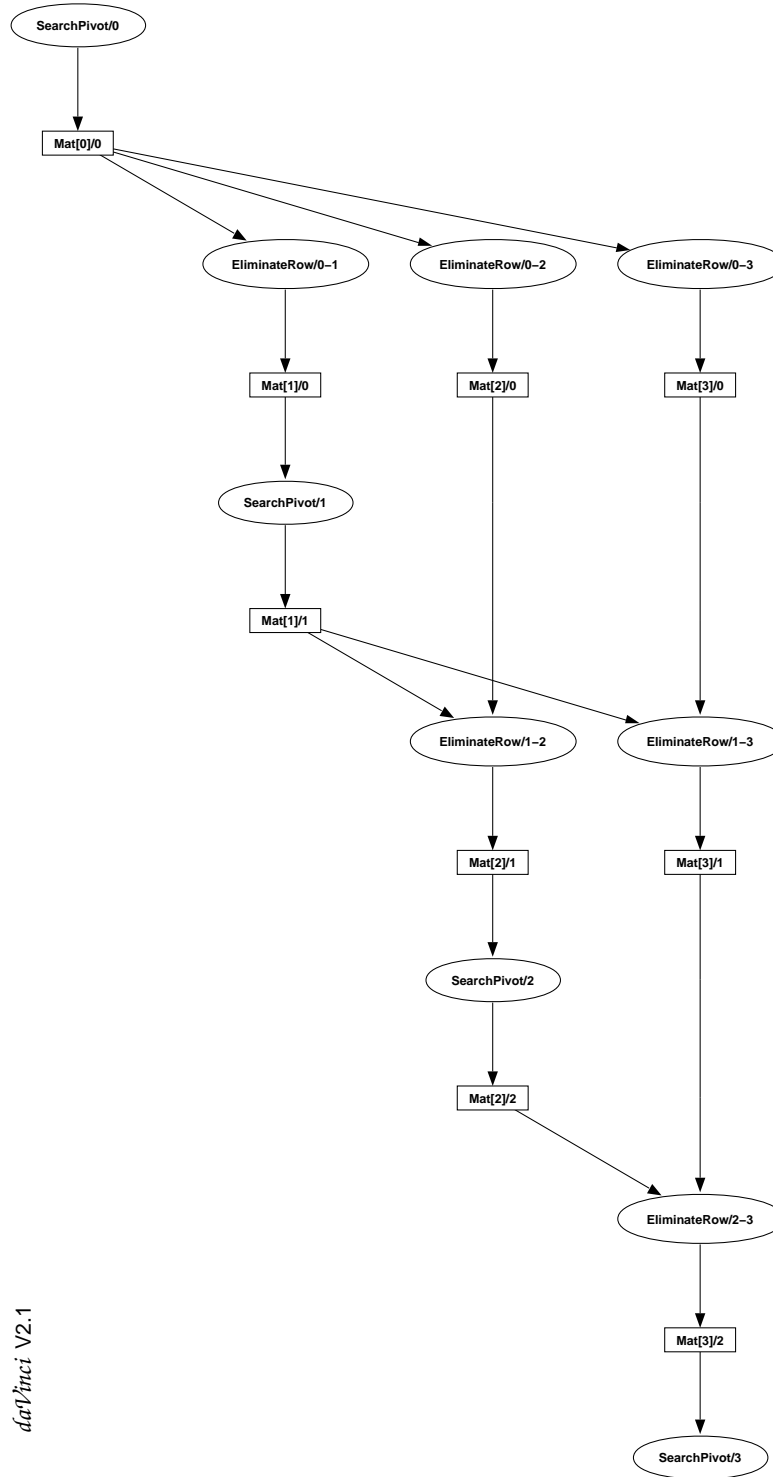 SearchPivot/0
Mat[0]/0
EliminateRow/0–1
EliminateRow/0–2
EliminateRow/0–3
Mat[1]/0
Mat[2]/0
Mat[3]/0
SearchPivot/1
Mat[1]/1
EliminateRow/1–2
EliminateRow/1–3
Mat[2]/1
Mat[3]/1
SearchPivot/2
Mat[2]/2
EliminateRow/2–3
Mat[3]/2
SearchPivot/3
daVinci V2.1